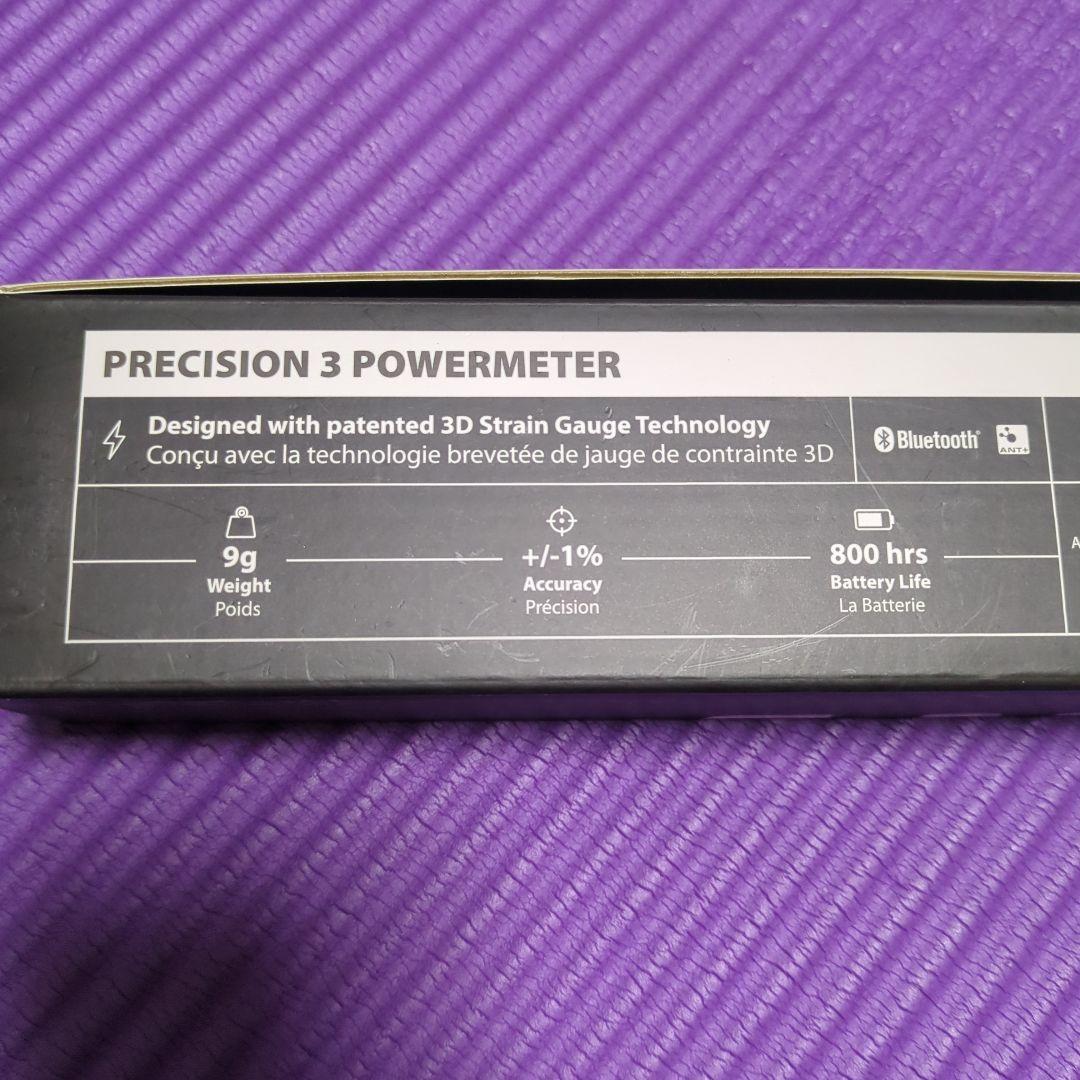 PRECISION 3 POWERMETER
Designed with patented 3D Strain Gauge Technology
Conçu avec la technologie brevetée de jauge de contrainte 3D
Bluetooth®
ANT+
9g
Weight
Poids
+/-1%
Accuracy
Précision
800 hrs
Battery Life
La Batterie